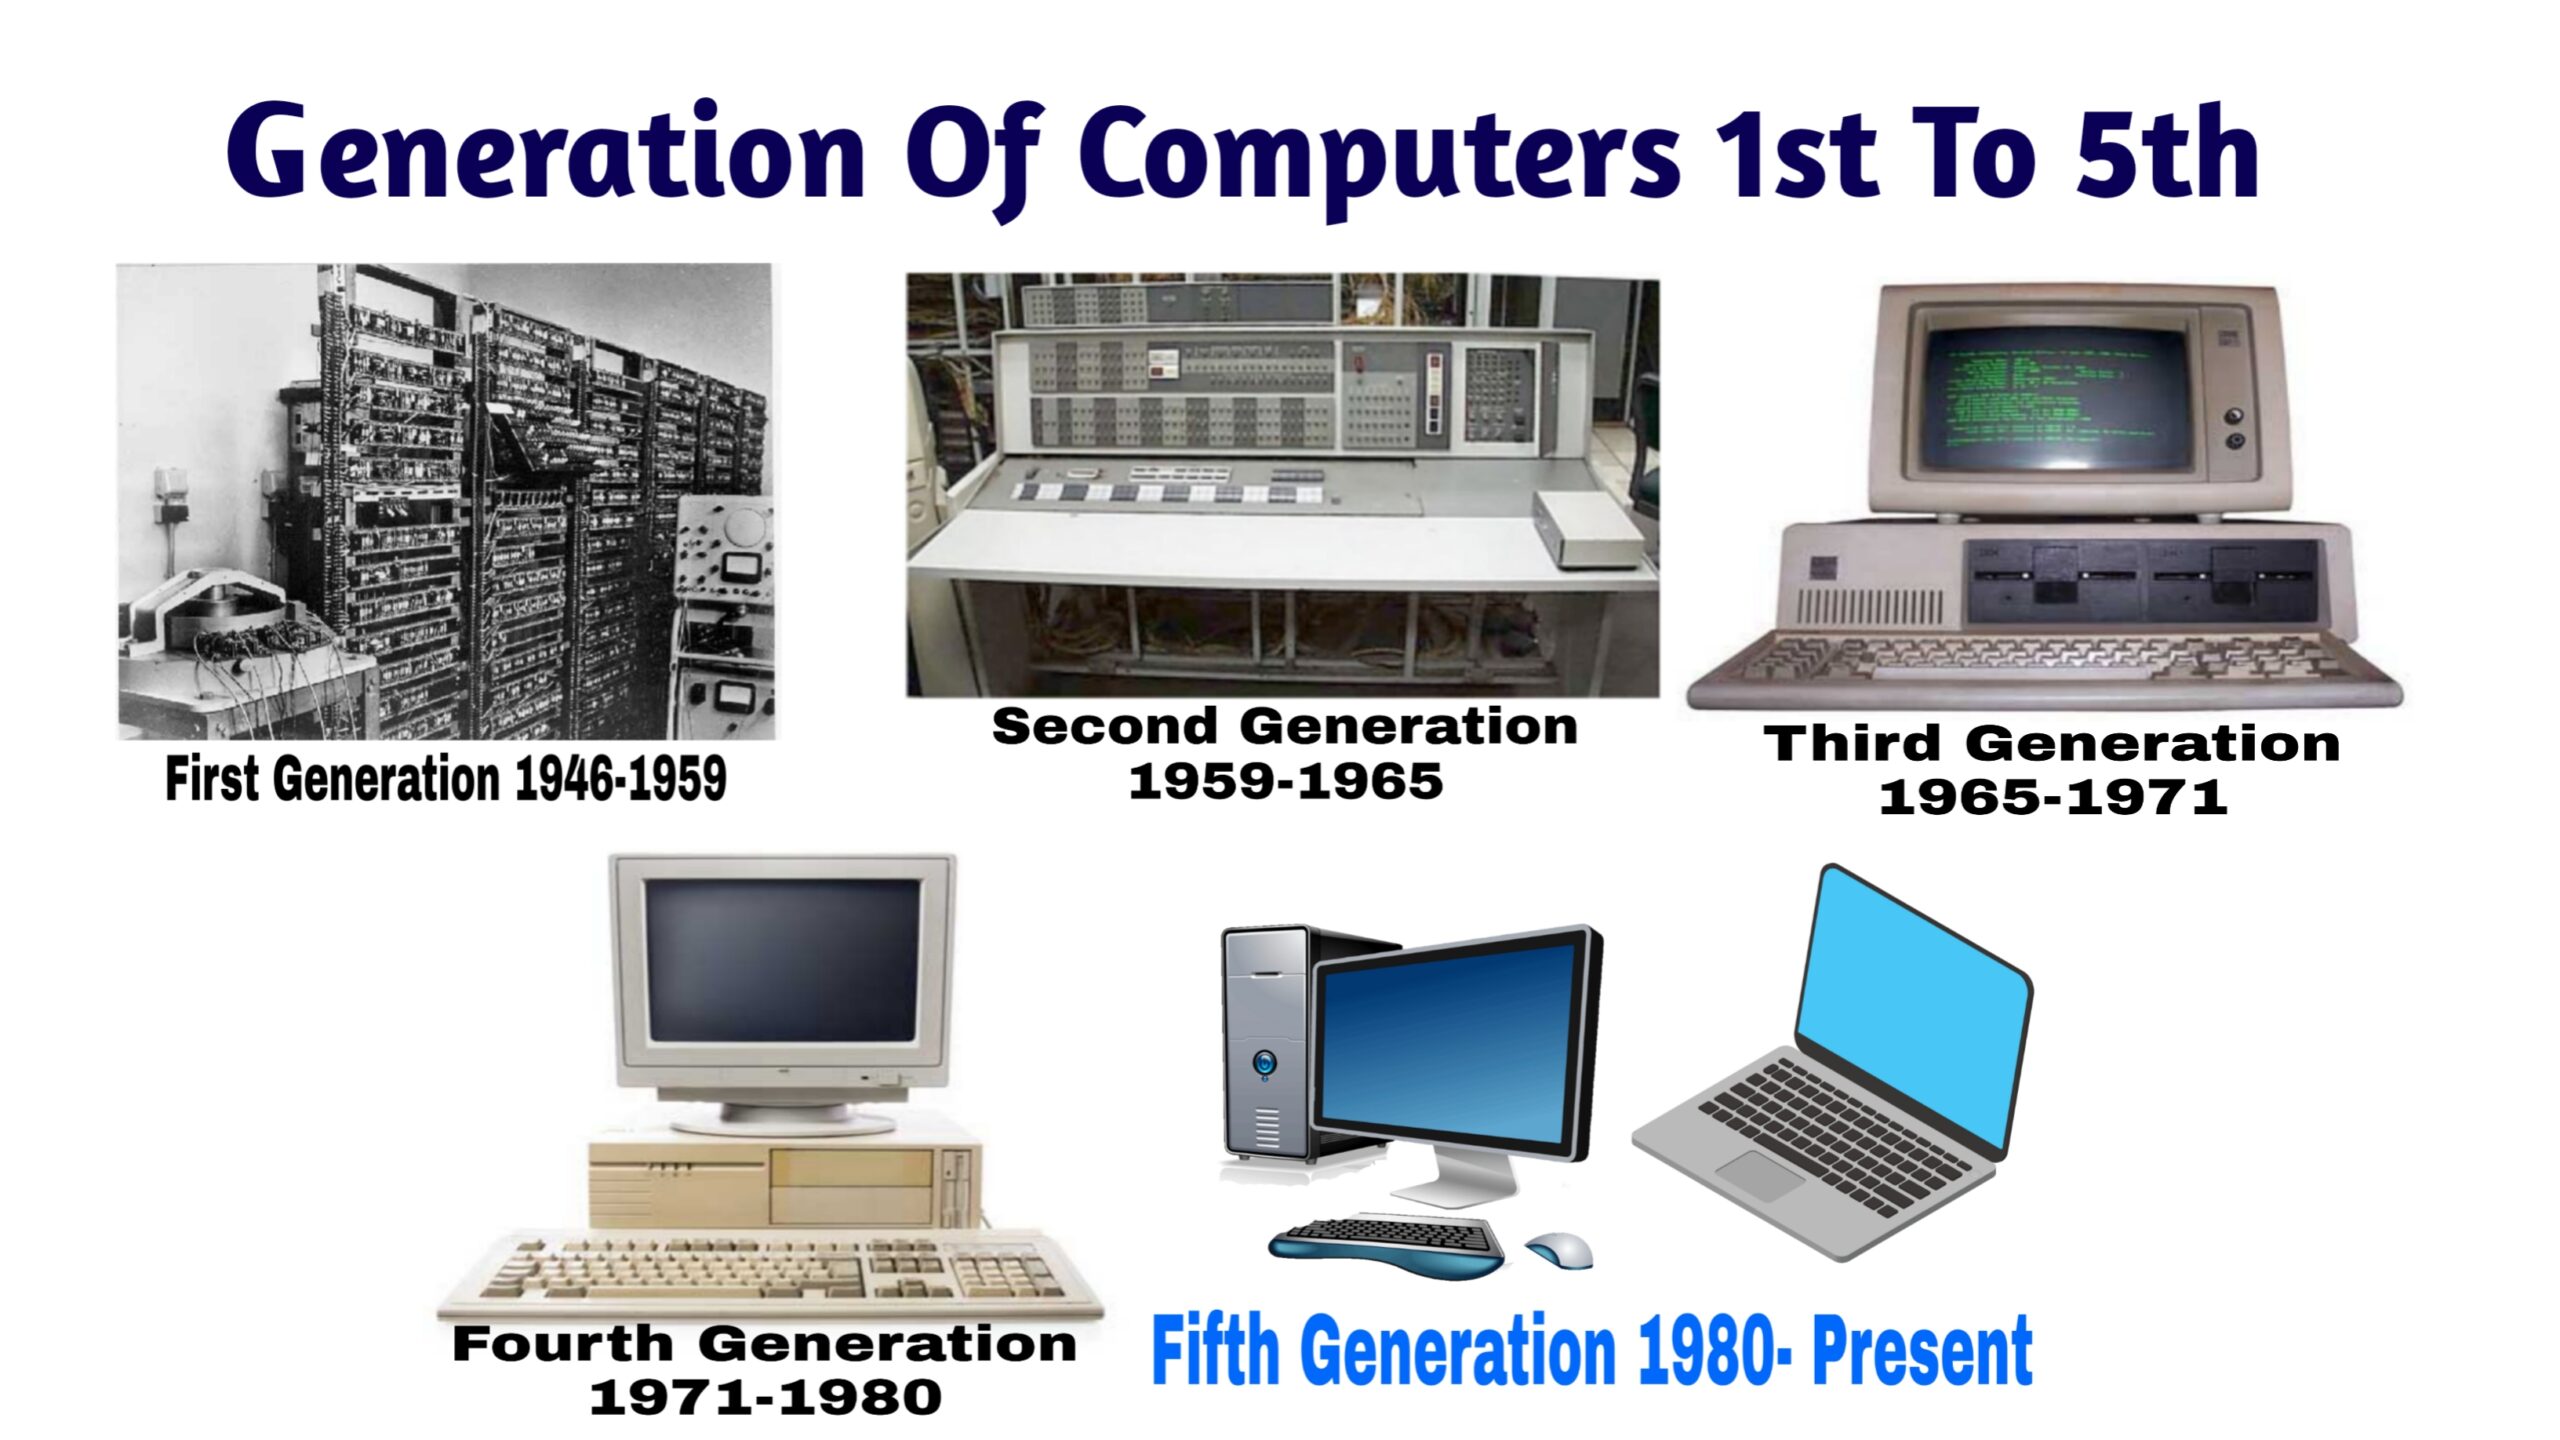 Generation Of Computers 1st To 5th
First Generation 1946-1959
Second Generation
1959-1965
Third Generation
1965-1971
Fourth Generation
1971-1980
Fifth Generation 1980- Present